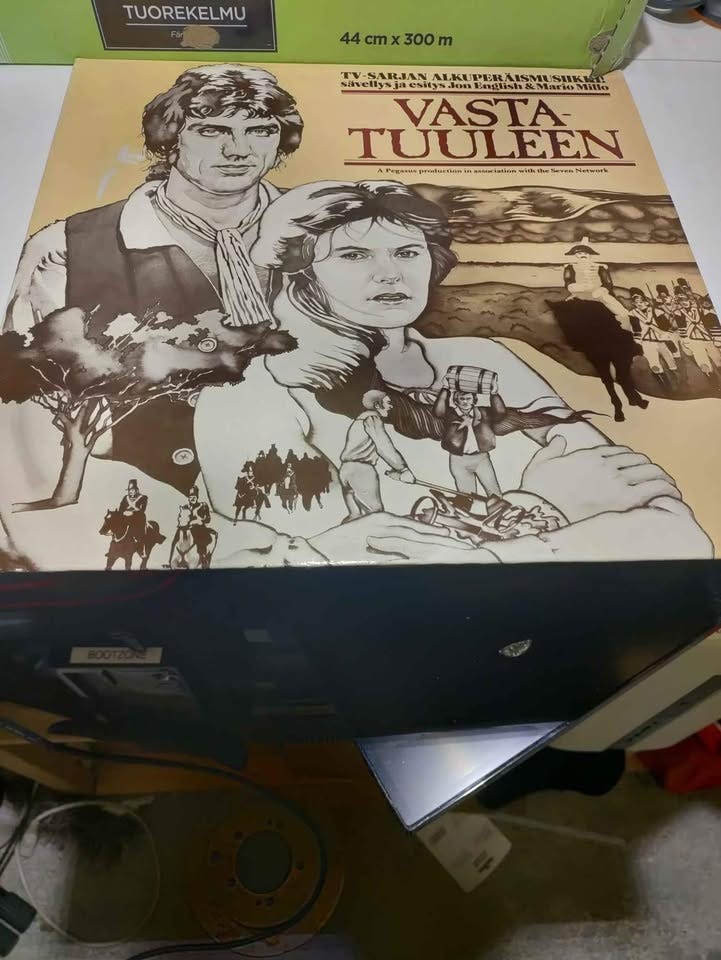 TUOREKELMU
44 cm x 300 m
TV-SARJAN ALKUPERÄISMUSIIKKI!
sävellys ja esitys Jon English & Mario Millo
VASTA-
TUULEEN
A Pegasus production in association with the Seven Network
BOOTZONE